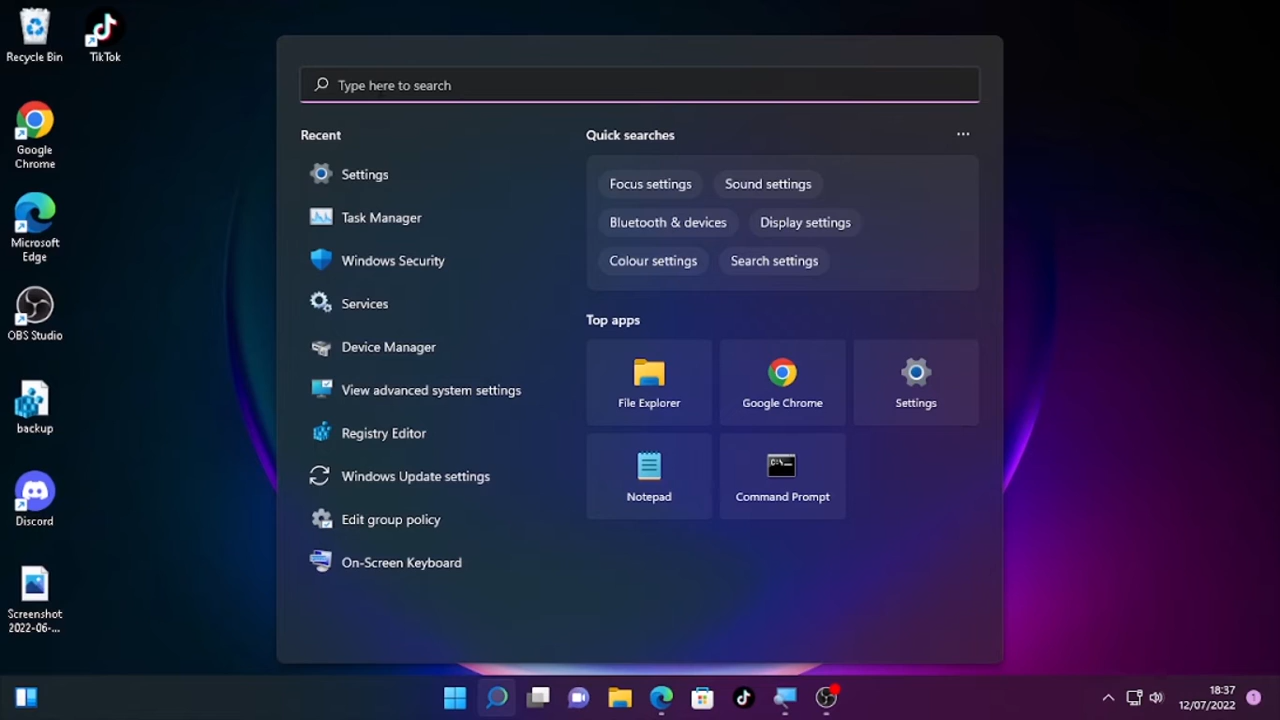 Recycle Bin
TikTok
Google
Chrome
Microsoft
Edge
OBS Studio
backup
Discord
Screenshot
2022-06-...
Type here to search
Recent
Settings
Task Manager
Windows Security
Services
Device Manager
View advanced system settings
Registry Editor
Windows Update settings
Edit group policy
On-Screen Keyboard
Quick searches
Focus settings
Sound settings
Bluetooth & devices
Display settings
Colour settings
Search settings
Top apps
File Explorer
Google Chrome
Settings
Notepad
C:\_
Command Prompt
18:37
12/07/2022
1